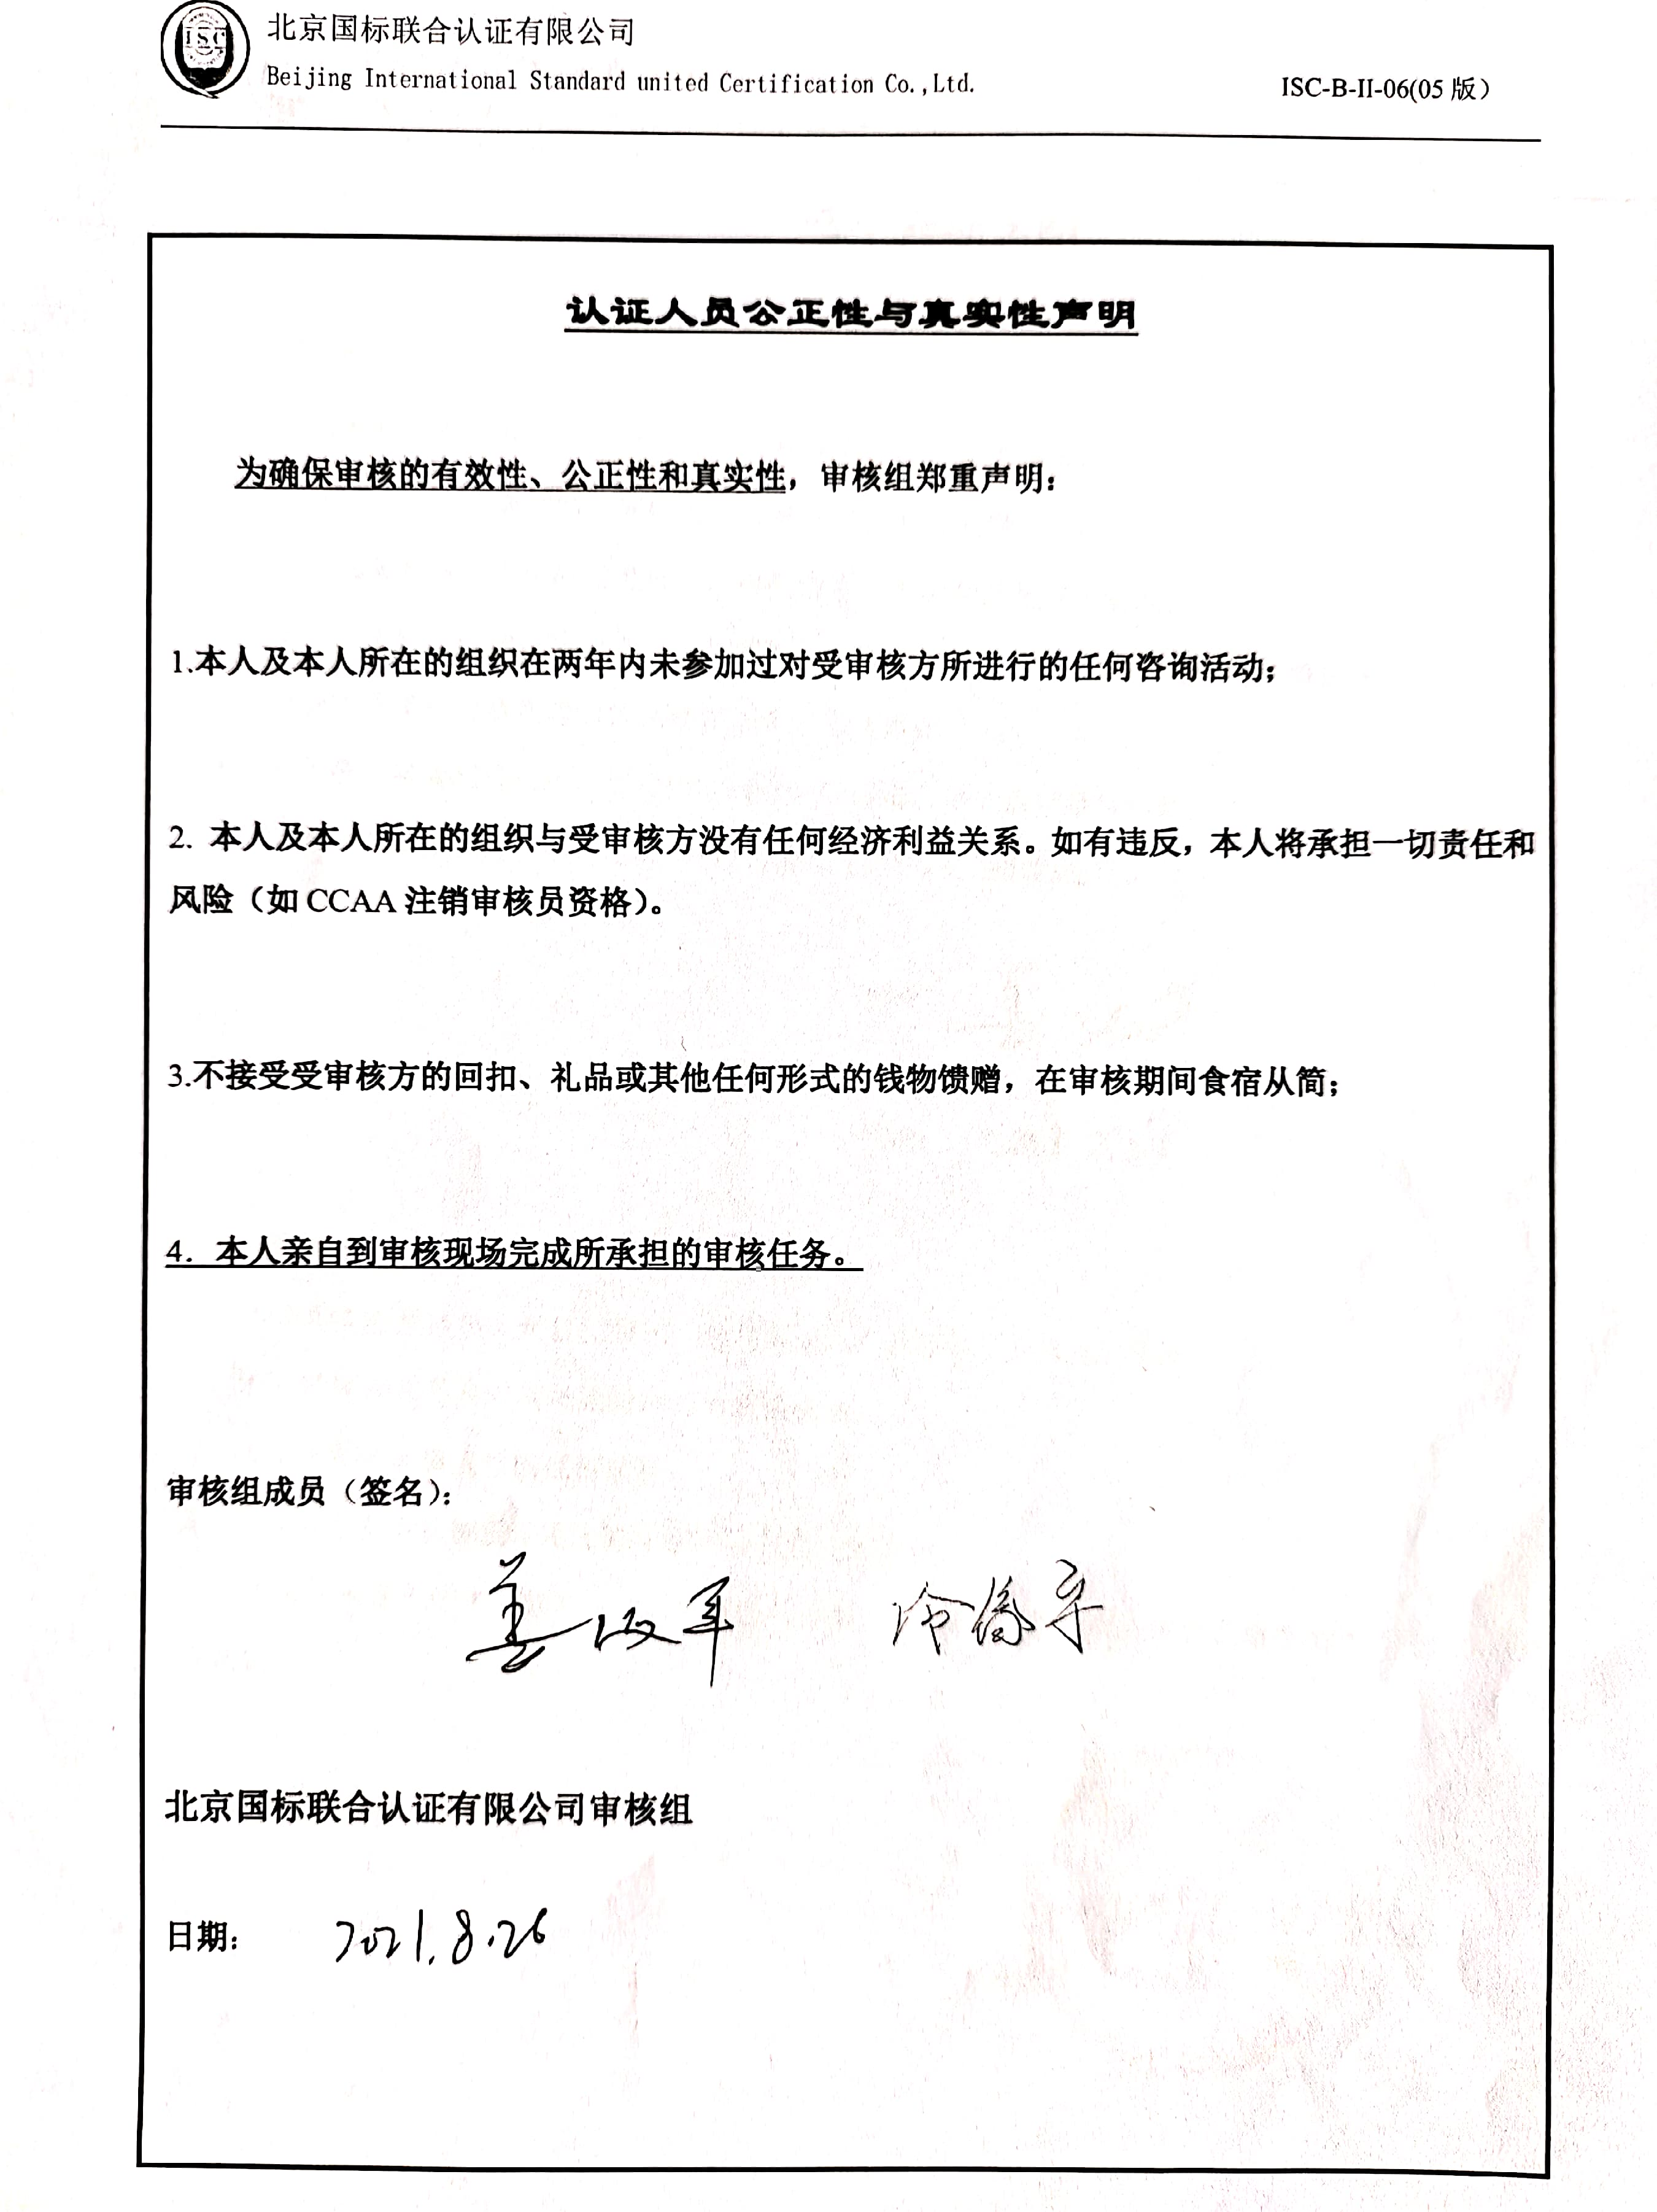 ISC
北京国标联合认证有限公司
Beijing International Standard united Certification Co.,Ltd.
ISC-B-II-06(05 版)
认证人员公正性与真实性声明
为确保审核的有效性、公正性和真实性，审核组郑重声明：
1.本人及本人所在的组织在两年内未参加过对受审核方所进行的任何咨询活动；
2. 本人及本人所在的组织与受审核方没有任何经济利益关系。如有违反，本人将承担一切责任和
风险（如 CCAA 注销审核员资格）。
3.不接受受审核方的回扣、礼品或其他任何形式的钱物馈赠，在审核期间食宿从简；
4. 本人亲自到审核现场完成所承担的审核任务。
审核组成员（签名）：
北京国标联合认证有限公司审核组
日期： 2021.8.26